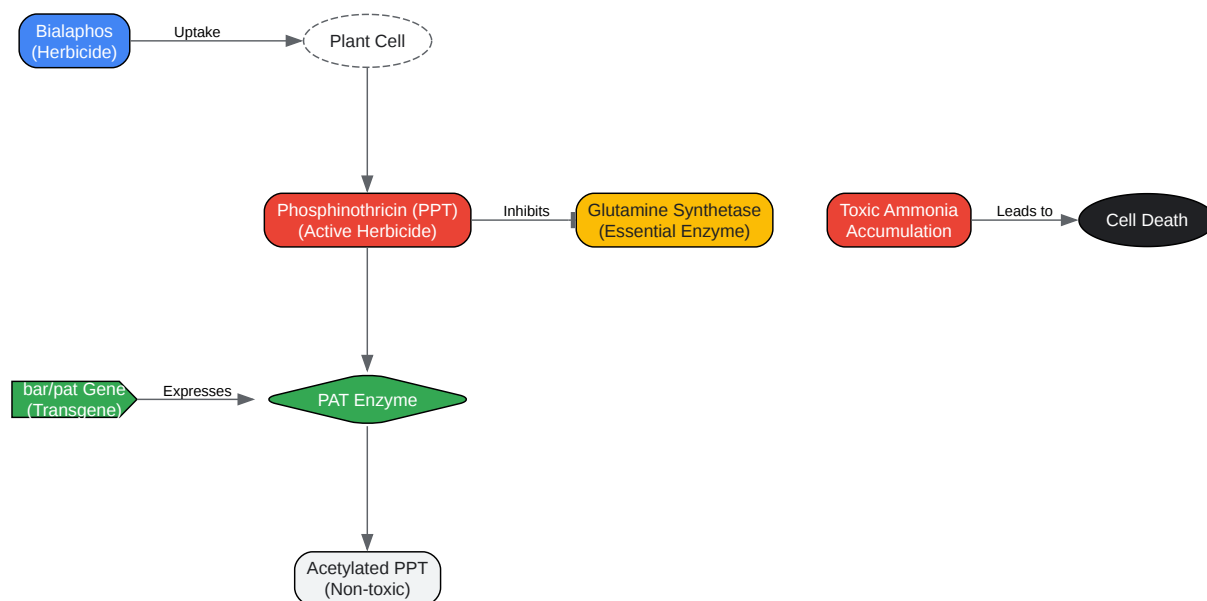 Bialaphos
(Herbicide)
Uptake
Plant Cell
Phosphinothricin (PPT)
(Active Herbicide)
Inhibits
Glutamine Synthetase
(Essential Enzyme)
Toxic Ammonia
Accumulation
Leads to
Cell Death
bar/pat Gene
(Transgene)
Expresses
PAT Enzyme
Acetylated PPT
(Non-toxic)